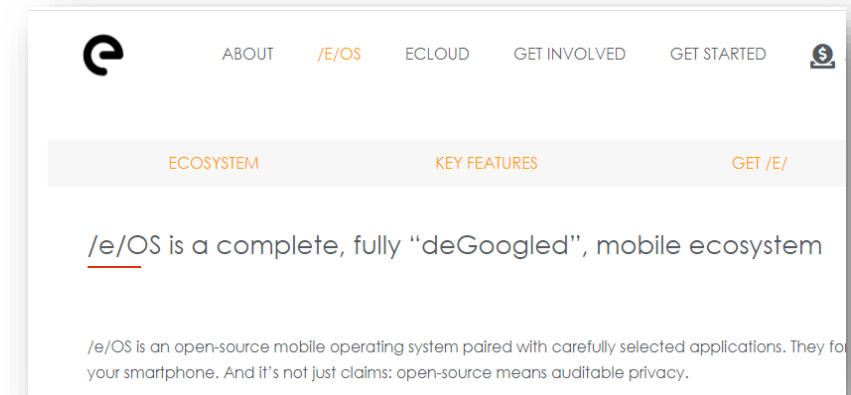 e
ABOUT /E/OS ECLOUD GET INVOLVED GET STARTED
ECOSYSTEM KEY FEATURES GET /E/
/e/OS is a complete, fully “deGoogled”, mobile ecosystem
/e/OS is an open-source mobile operating system paired with carefully selected applications. They
your smartphone. And it’s not just claims: open-source means auditable privacy.